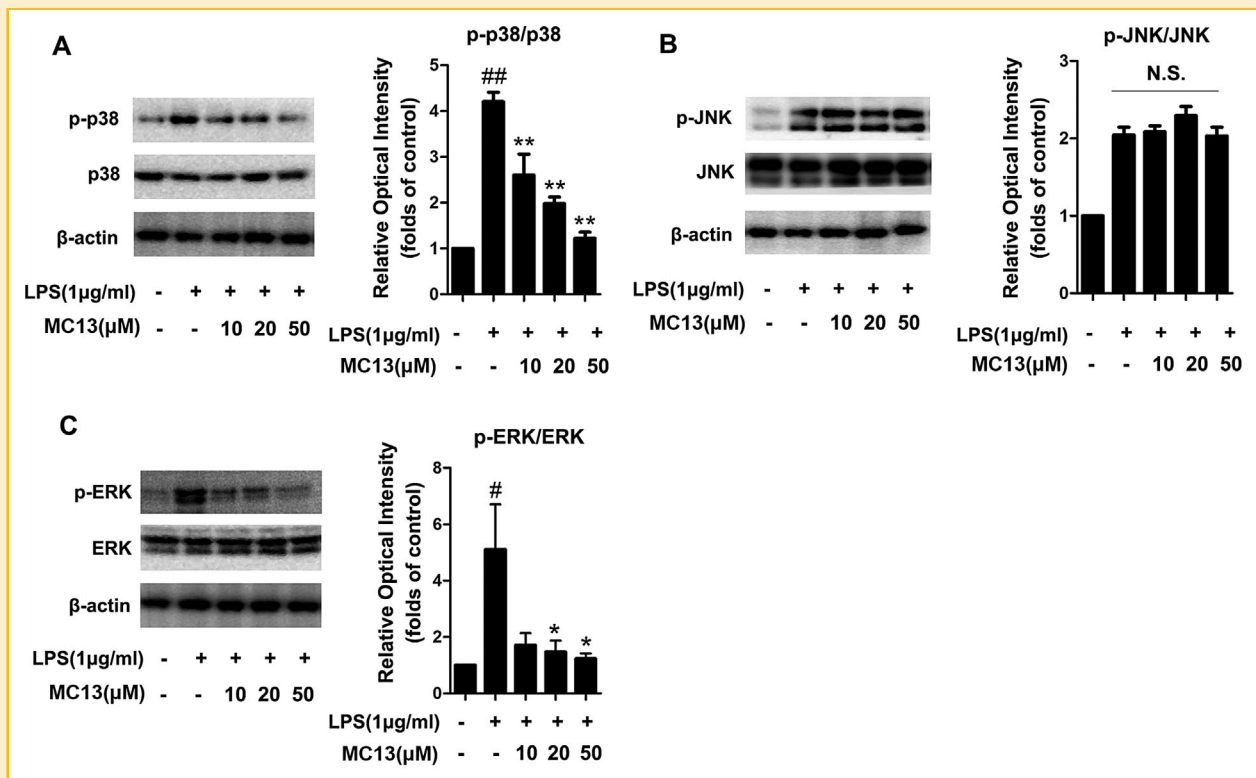 A
p-p38
p38
β-actin
LPS(1μg/ml) - + + + +
MC13(μM) - - 10 20 50
p-p38/p38
Relative Optical Intensity
(folds of control)
5
4
3
2
1
0
##
**
**
**
LPS(1μg/ml) - + + + +
MC13(μM) - - 10 20 50
B
p-JNK
JNK
β-actin
LPS(1μg/ml) - + + + +
MC13(μM) - - 10 20 50
p-JNK/JNK
Relative Optical Intensity
(folds of control)
3
2
1
0
N.S.
LPS(1μg/ml) - + + + +
MC13(μM) - - 10 20 50
C
p-ERK
ERK
β-actin
LPS(1μg/ml) - + + + +
MC13(μM) - - 10 20 50
p-ERK/ERK
Relative Optical Intensity
(folds of control)
8
6
4
2
0
#
*
*
LPS(1μg/ml) - + + + +
MC13(μM) - - 10 20 50